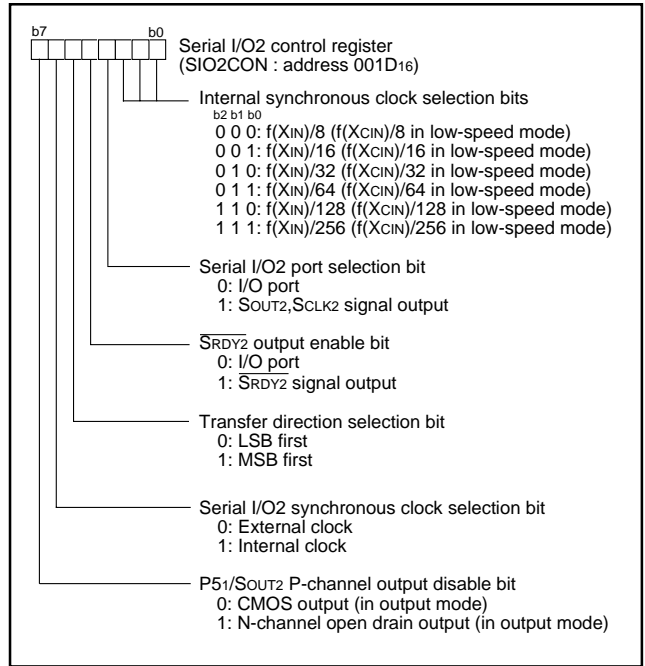 b7 b0
Serial I/O2 control register
(SIO2CON : address 001D16)
Internal synchronous clock selection bits
b2 b1 b0
0 0 0: f(XIN)/8 (f(XCIN)/8 in low-speed mode)
0 0 1: f(XIN)/16 (f(XCIN)/16 in low-speed mode)
0 1 0: f(XIN)/32 (f(XCIN)/32 in low-speed mode)
0 1 1: f(XIN)/64 (f(XCIN)/64 in low-speed mode)
1 1 0: f(XIN)/128 (f(XCIN)/128 in low-speed mode)
1 1 1: f(XIN)/256 (f(XCIN)/256 in low-speed mode)
Serial I/O2 port selection bit
0: I/O port
1: SOUT2,SCLK2 signal output
SRDY2 output enable bit
0: I/O port
1: SRDY2 signal output
Transfer direction selection bit
0: LSB first
1: MSB first
Serial I/O2 synchronous clock selection bit
0: External clock
1: Internal clock
P51/SOUT2 P-channel output disable bit
0: CMOS output (in output mode)
1: N-channel open drain output (in output mode)